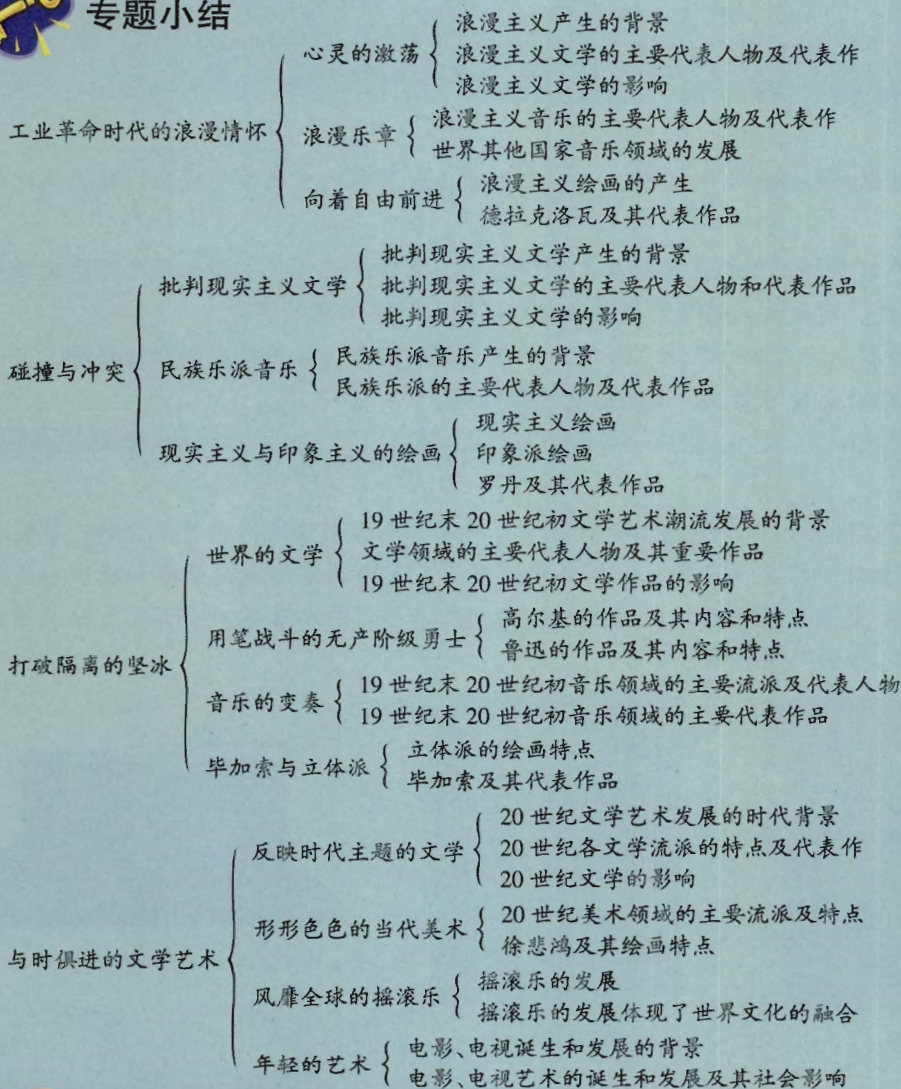 专题小结
工业革命时代的浪漫情怀
心灵的激荡
浪漫主义产生的背景
浪漫主义文学的主要代表人物及代表作
浪漫主义文学的影响
浪漫乐章
浪漫主义音乐的主要代表人物及代表作
世界其他国家音乐领域的发展
向着自由前进
浪漫主义绘画的产生
德拉克洛瓦及其代表作品
碰撞与冲突
批判现实主义文学
批判现实主义文学产生的背景
批判现实主义文学的主要代表人物和代表作品
批判现实主义文学的影响
民族乐派音乐
民族乐派音乐产生的背景
民族乐派的主要代表人物及代表作品
现实主义与印象主义的绘画
现实主义绘画
印象派绘画
罗丹及其代表作品
打破隔离的坚冰
世界的文学
19世纪末20世纪初文学艺术潮流发展的背景
文学领域的主要代表人物及其重要作品
19世纪末20世纪初文学作品的影响
用笔战斗的无产阶级勇士
高尔基的作品及其内容和特点
鲁迅的作品及其内容和特点
音乐的变奏
19世纪末20世纪初音乐领域的主要流派及代表人物
19世纪末20世纪初音乐领域的主要代表作品
毕加索与立体派
立体派的绘画特点
毕加索及其代表作品
与时俱进的文学艺术
反映时代主题的文学
20世纪文学艺术发展的时代背景
20世纪各文学流派的特点及代表作
20世纪文学的影响
形形色色的当代美术
20世纪美术领域的主要流派及特点
徐悲鸿及其绘画特点
风靡全球的摇滚乐
摇滚乐的发展
摇滚乐的发展体现了世界文化的融合
年轻的艺术
电影、电视诞生和发展的背景
电影、电视艺术的诞生和发展及其社会影响